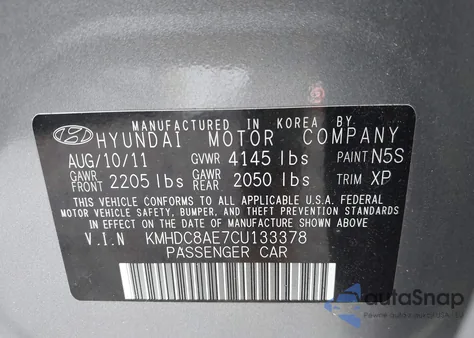 MANUFACTURED IN KOREA BY
HYUNDAI MOTOR COMPANY
AUG/10/11 GVWR 4145 lbs PAINT N5S
GAWR FRONT 2205 lbs GAWR REAR 2050 lbs TRIM XP
THIS VEHICLE CONFORMS TO ALL APPLICABLE U.S.A. FEDERAL
MOTOR VEHICLE SAFETY, BUMPER, AND THEFT PREVENTION STANDARDS
IN EFFECT ON THE DATE OF MANUFACTURE SHOWN ABOVE
V.I.N KMHDC8AE7CU133378
PASSENGER CAR
autoSnap